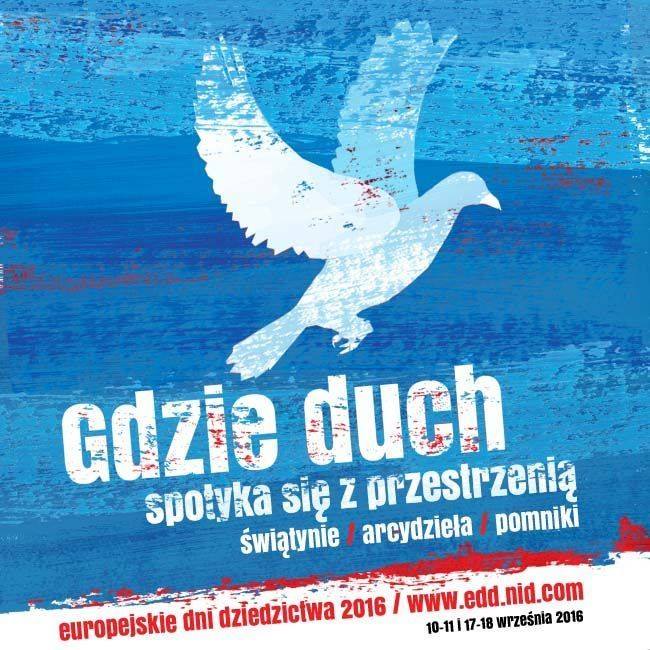 Gdzie duch
spotyka się z przestrzenią
świątynie / arcydzieła / pomniki
europejskie dni dziedzictwa 2016 / www.edd.nid.com
10-11 i 17-18 września 2016